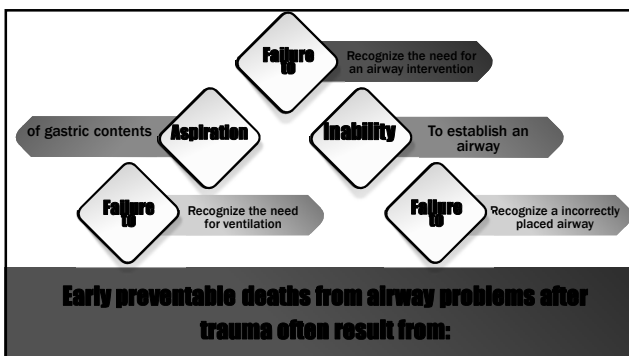 Failure
to
Recognize the need for
an airway intervention
of gastric contents
Aspiration
Inability
To establish an
airway
Failure
to
Recognize the need
for ventilation
Failure
to
Recognize a incorrectly
placed airway
Early preventable deaths from airway problems after
trauma often result from: